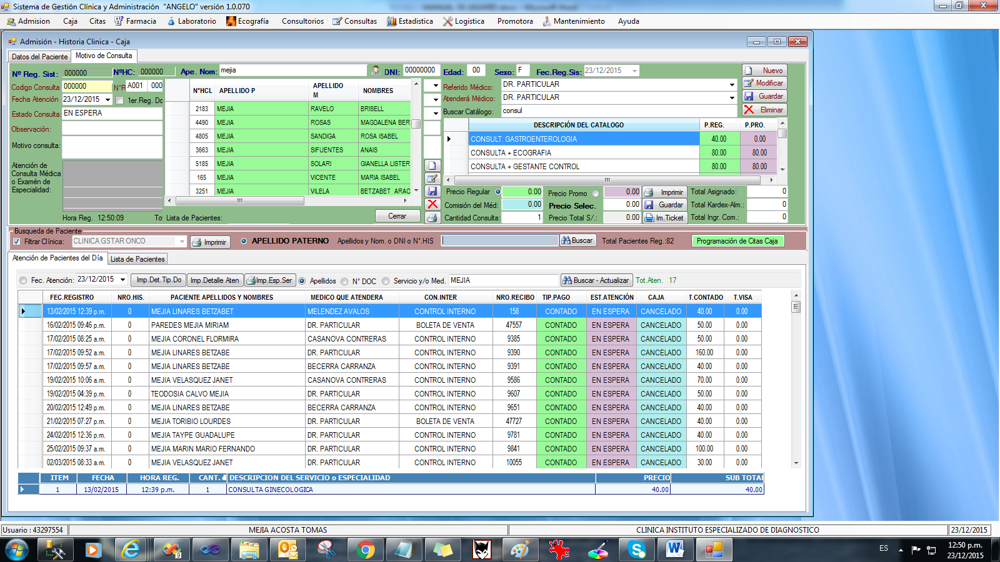 Sistema de Gestión Clínica y Administración "ANGELO" versión 1.0.070
Admision Caja Citas Farmacia Laboratorio Ecografía Consultorios Consultas Estadistica Logistica Promotora Mantenimiento Ayuda
Admisión - Historia Clinica - Caja
Datos del Paciente Motivo de Consulta
Nº Reg. Sist: 000000 NºHC: 000000 Ape. Nom: mejia DNI: 00000000 Edad: 00 Sexo: F Fec.Reg.Sis: 23/12/2015 Nuevo
Codigo Consulta 000000 N°R A001 000
Fecha Atención 23/12/2015 1er.Reg. Do
Estado Consulta: EN ESPERA
Observación:
Motivo consulta:
Atención de
Consulta Médica
o Examén de
Especialidad:
Hora Reg. 12:50:09 To Lista de Pacientes: Cerrar
N°HCL APELLIDO P APELLIDO M NOMBRES
2183 MEJIA RAVELO BRISELL
4490 MEJIA ROSAS MAGDALENA BER
4805 MEJIA SANDIGA ROSA ISABEL
3663 MEJIA SIFUENTES ANAIS
5185 MEJIA SOLARI GIANELLA LISTER
165 MEJIA VICENTE MARIA ISABEL
3251 MEJIA VILELA BETZABET ARAC
Referido Médico: DR. PARTICULAR Modificar
Atenderá Médico: DR. PARTICULAR Guardar
Buscar Catálogo: consul Eliminar
DESCRIPCIÓN DEL CATALOGO P.REG. P.PRO.
CONSULT. GASTROENTEROLOGIA 40.00 0.00
CONSULTA + ECOGRAFIA 80.00 80.00
CONSULTA + GESTANTE CONTROL 80.00 80.00
Precio Regular 0.00 Precio Promo 0.00 Imprimir Total Asignado: 0
Comisión del Méd: 0.00 Precio Selec. 0.00 Guardar Total Kardex-Alm.: 0
Cantidad Consulta: 1 Precio Total S/.: 0.00 Im.Ticket Total Ingr. Com.: 0
Busqueda de Paciente
Filtrar Clínica: CLINICA GSTAR ONCO Imprimir APELLIDO PATERNO Apellidos y Nom. o DNI o N°.HIS Buscar Total Pacientes Reg.:82 Programación de Citas Caja
Atención de Pacientes del Día Lista de Pacientes
Fec. Atención: 23/12/2015 Imp.Det.Tip.Do Imp.Detalle Aten Imp.Esp.Ser Apellidos N° DOC Servicio y/o Med. MEJIA Buscar - Actualizar Tot.Aten. 17
FEC.REGISTRO NRO.HIS. PACIENTE APELLIDOS Y NOMBRES MEDICO QUE ATENDERA CON.INTER NRO.RECIBO TIP.PAGO EST.ATENCIÓN CAJA T.CONTADO T.VISA
13/02/2015 12:39 p.m. 0 MEJIA LINARES BETZABET MELENDEZ AVALOS CONTROL INTERNO 158 CONTADO EN ESPERA CANCELADO 40.00 0.00
16/02/2015 09:46 p.m. 0 PAREDES MEJIA MIRIAM DR. PARTICULAR BOLETA DE VENTA 47557 CONTADO EN ESPERA CANCELADO 50.00 0.00
17/02/2015 08:25 a.m. 0 MEJIA CORONEL FLORMIRA CASANOVA CONTRERAS CONTROL INTERNO 9385 CONTADO EN ESPERA CANCELADO 50.00 0.00
17/02/2015 09:52 a.m. 0 MEJIA LINARES BETZABE DR. PARTICULAR CONTROL INTERNO 9390 CONTADO EN ESPERA CANCELADO 160.00 0.00
17/02/2015 09:57 a.m. 0 MEJIA LINARES BETZABE BECERRA CARRANZA CONTROL INTERNO 9391 CONTADO EN ESPERA CANCELADO 40.00 0.00
19/02/2015 10:06 a.m. 0 MEJIA VELASQUEZ JANET CASANOVA CONTRERAS CONTROL INTERNO 9586 CONTADO EN ESPERA CANCELADO 70.00 0.00
19/02/2015 04:39 p.m. 0 TEODOSIA CALVO MEJIA DR. PARTICULAR CONTROL INTERNO 9607 CONTADO EN ESPERA CANCELADO 50.00 0.00
20/02/2015 12:49 p.m. 0 MEJIA LINARES BETZABE BECERRA CARRANZA CONTROL INTERNO 9651 CONTADO EN ESPERA CANCELADO 40.00 0.00
21/02/2015 07:27 p.m. 0 MEJIA TORIBIO LOURDES DR. PARTICULAR BOLETA DE VENTA 47727 CONTADO EN ESPERA CANCELADO 40.00 0.00
24/02/2015 12:36 p.m. 0 MEJIA TAYPE GUADALUPE DR. PARTICULAR CONTROL INTERNO 9781 CONTADO EN ESPERA CANCELADO 40.00 0.00
25/02/2015 09:37 a.m. 0 MEJIA MARIN MARIO FERNANDO DR. PARTICULAR CONTROL INTERNO 9841 CONTADO EN ESPERA CANCELADO 100.00 0.00
02/03/2015 08:33 a.m. 0 MEJIA VELASQUEZ JANET DR. PARTICULAR CONTROL INTERNO 10055 CONTADO EN ESPERA CANCELADO 30.00 0.00
ITEM FECHA HORA REG. CANT. DESCRIPCION DEL SERVICIO o ESPECIALIDAD PRECIO SUB TOTAL
1 13/02/2015 12:39 p.m. 1 CONSULTA GINECOLOGICA 40.00 40.00
Usuario : 43297554 MEJIA ACOSTA TOMAS CLINICA INSTITUTO ESPECIALIZADO DE DIAGNOSTICO 23/12/2015
ES 12:50 p.m.
23/12/2015